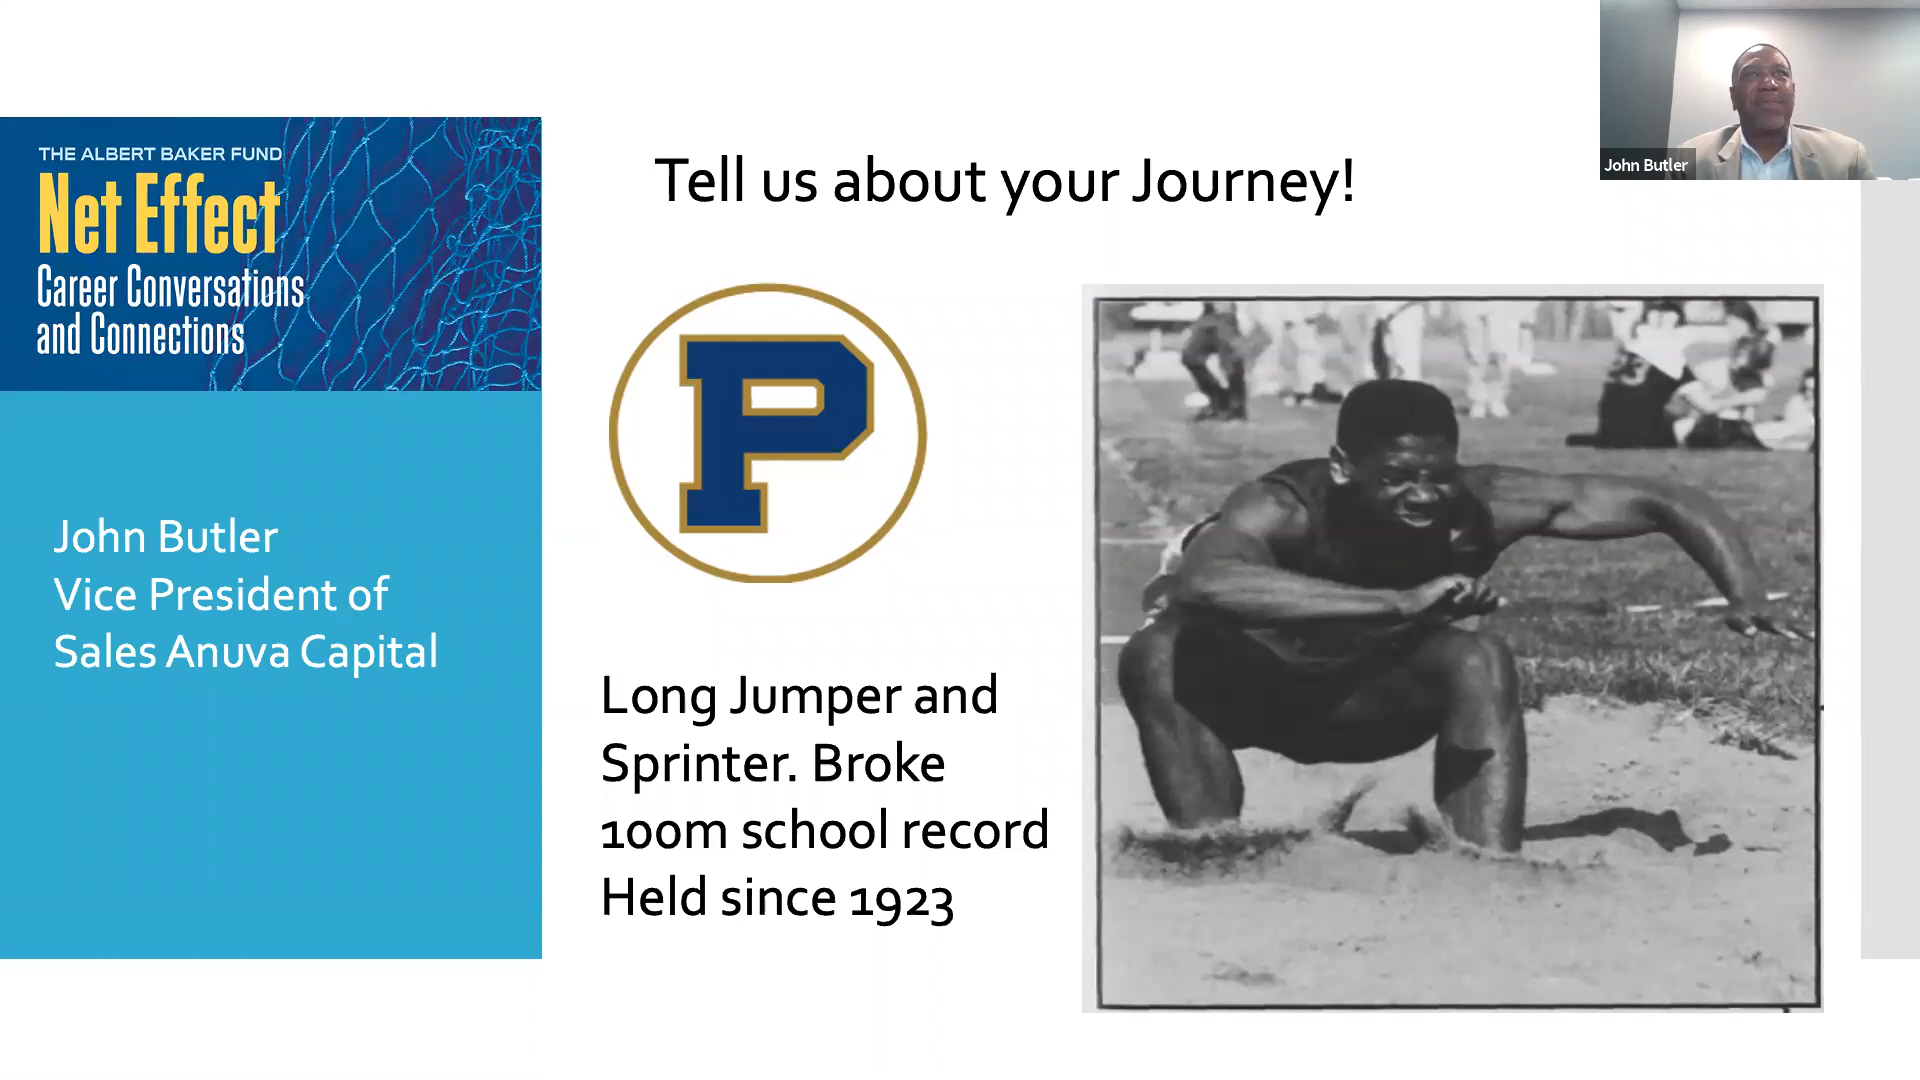 THE ALBERT BAKER FUND
Net Effect
Career Conversations
and Connections
John Butler
Vice President of
Sales Anuva Capital
Tell us about your Journey!
P
Long Jumper and
Sprinter. Broke
100m school record
Held since 1923
John Butler